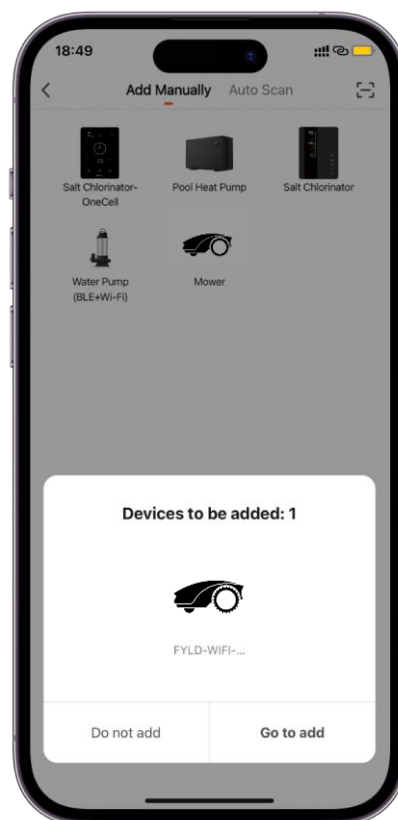 18:49
Add Manually Auto Scan
Salt Chlorinator-
OneCell
Pool Heat Pump
Salt Chlorinator
Water Pump
(BLE+Wi-Fi)
Mower
Devices to be added: 1
FYLD-WIFI-...
Do not add
Go to add